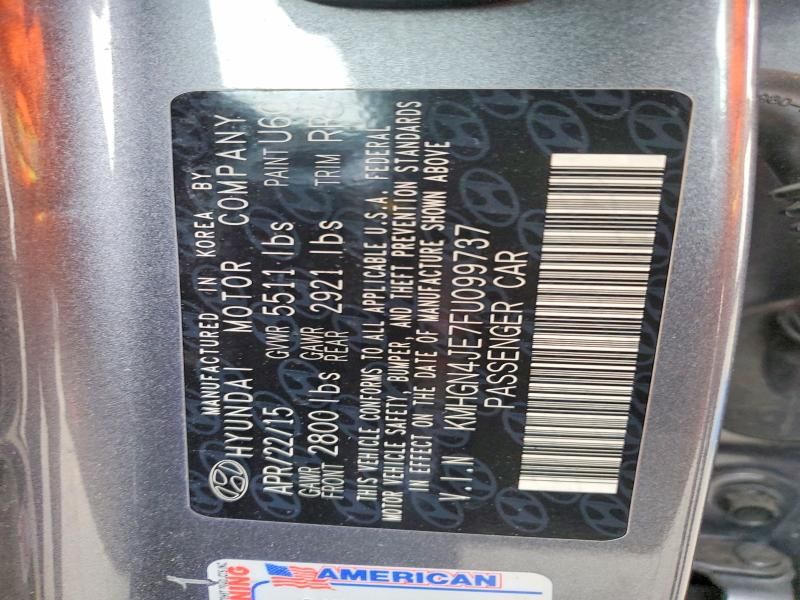 MANUFACTURED IN KOREA BY
HYUNDAI MOTOR COMPANY
APR/22/15 GVWR 5511 lbs PAINT U6
GAWR FRONT 2800 lbs GAWR REAR 2921 lbs TRIM RR
THIS VEHICLE CONFORMS TO ALL APPLICABLE U.S.A. FEDERAL
MOTOR VEHICLE SAFETY, BUMPER, AND THEFT PREVENTION STANDARDS
IN EFFECT ON THE DATE OF MANUFACTURE SHOWN ABOVE
V.I.N KMHGN4JE7FU099737
PASSENGER CAR
AMERICAN